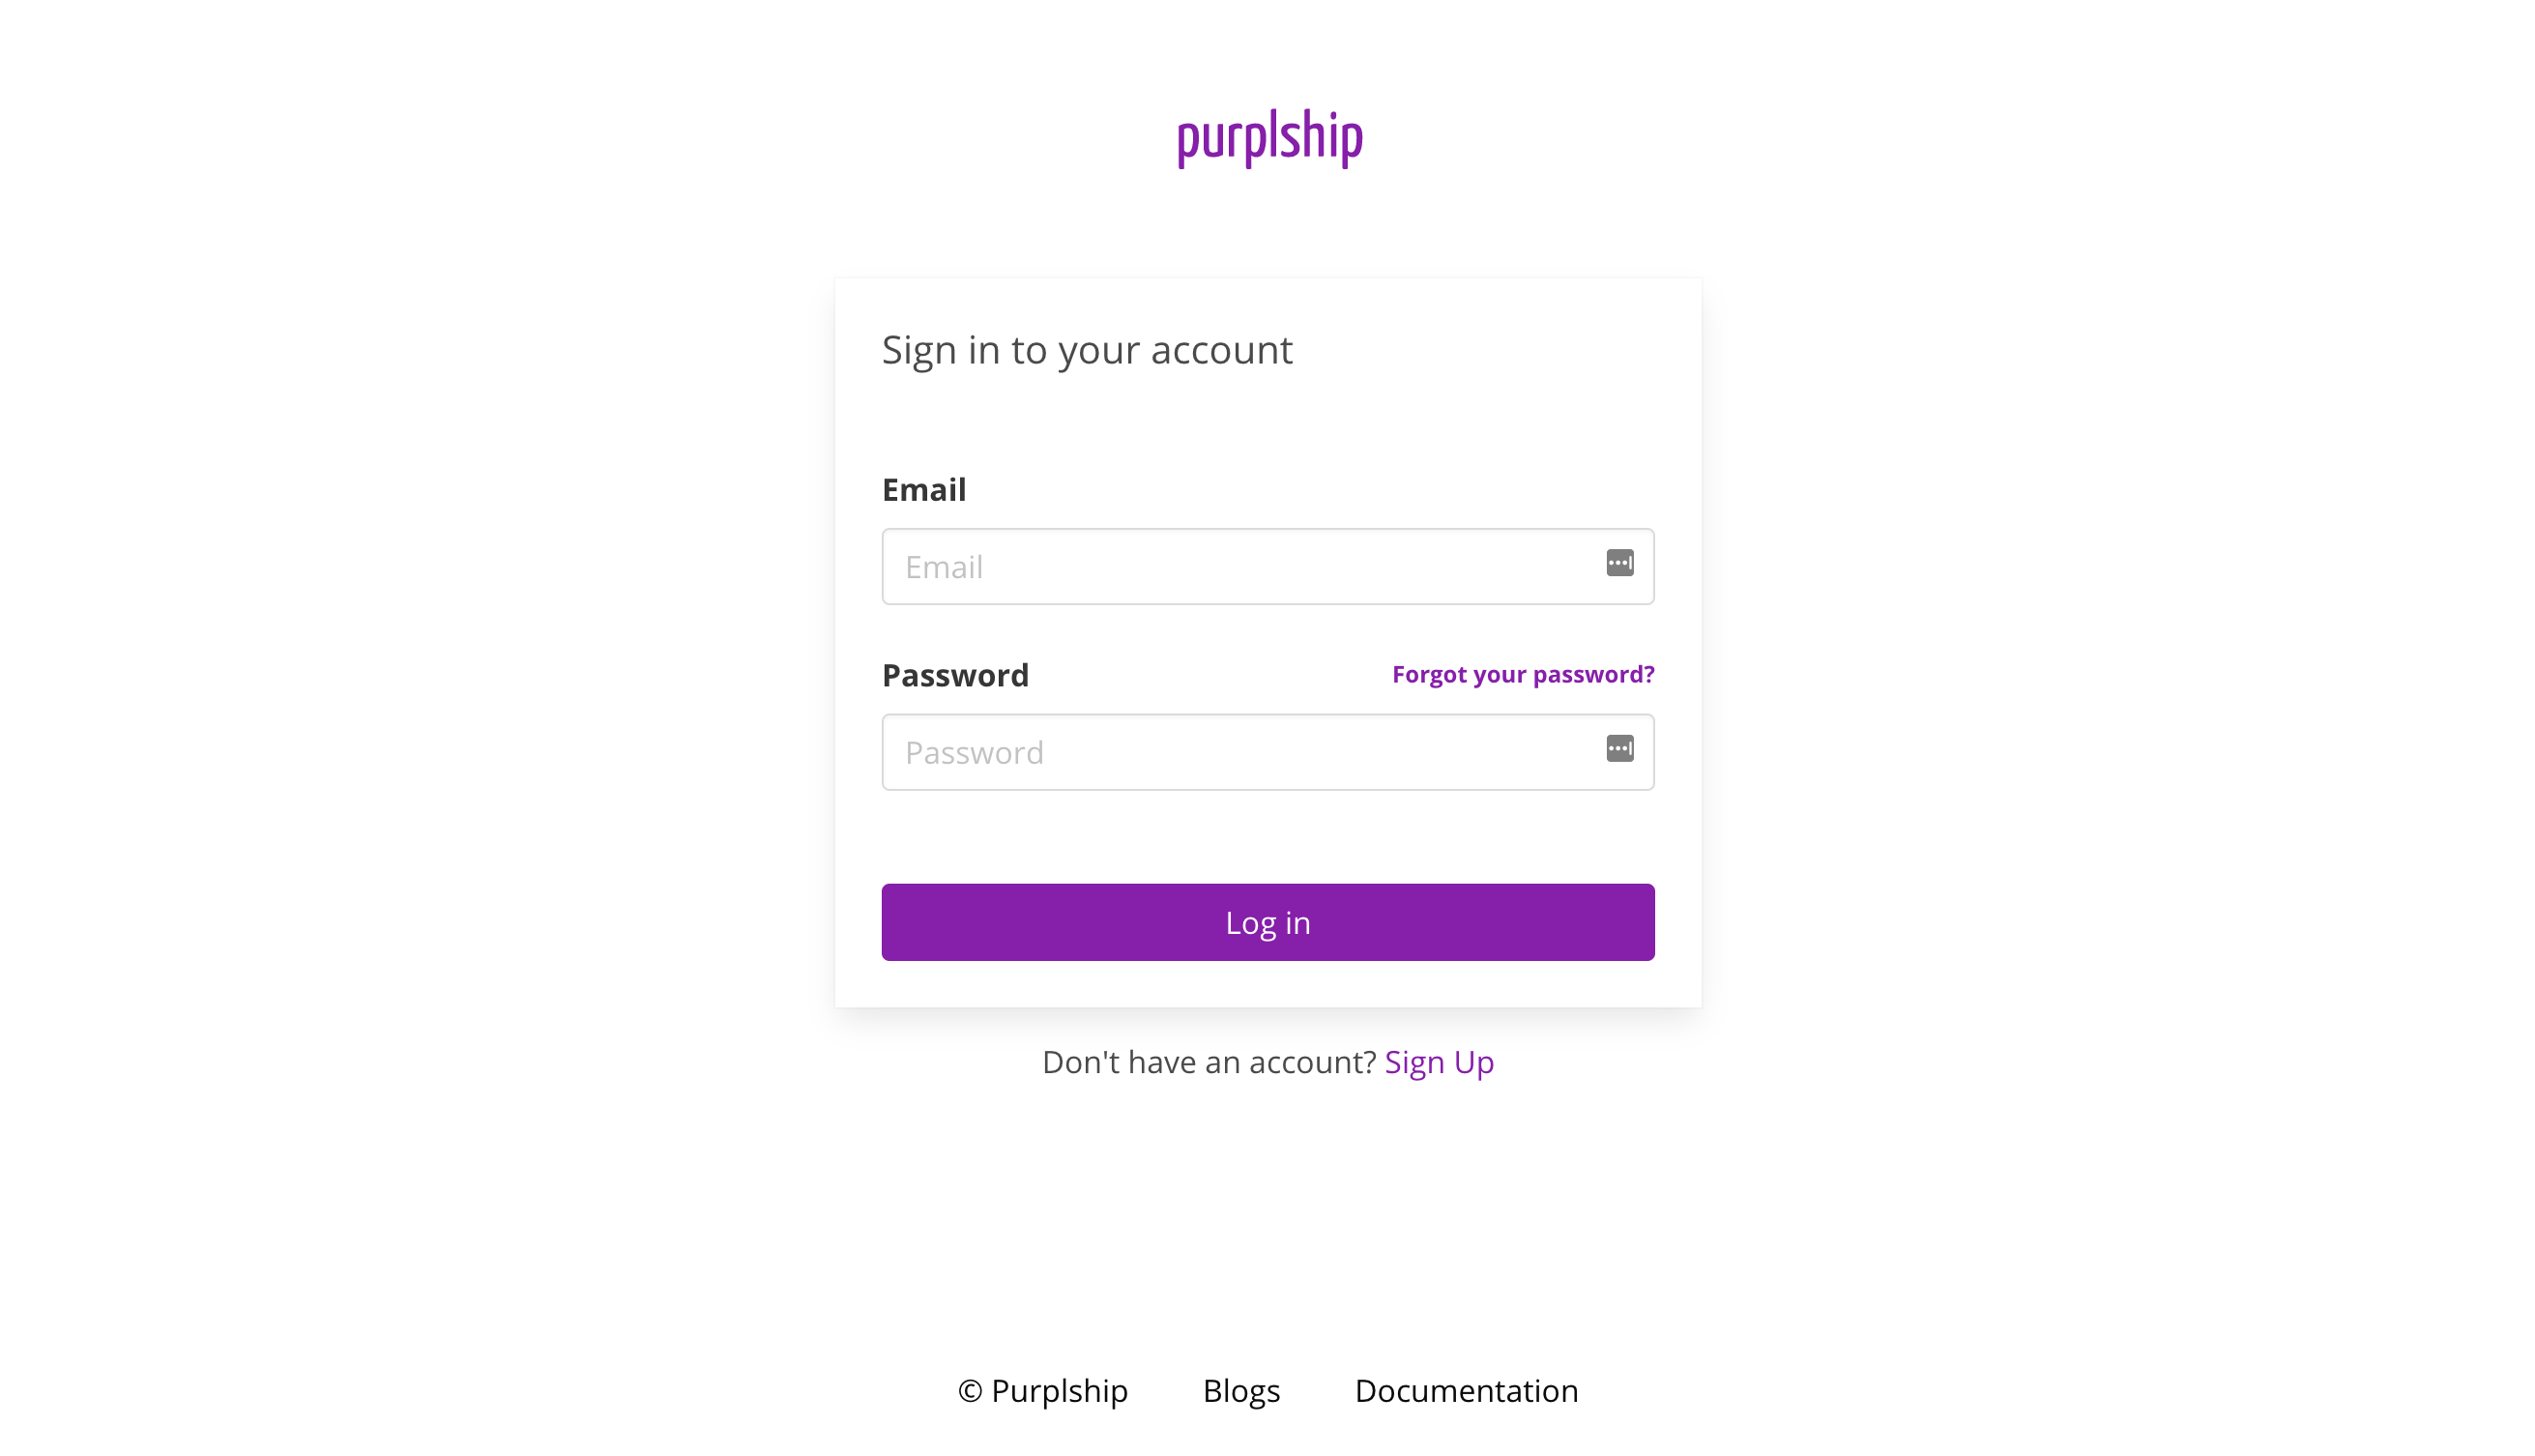 purplship
Sign in to your account
Email
Email
Password Forgot your password?
Password
Log in
Don't have an account? Sign Up
© Purplship Blogs Documentation